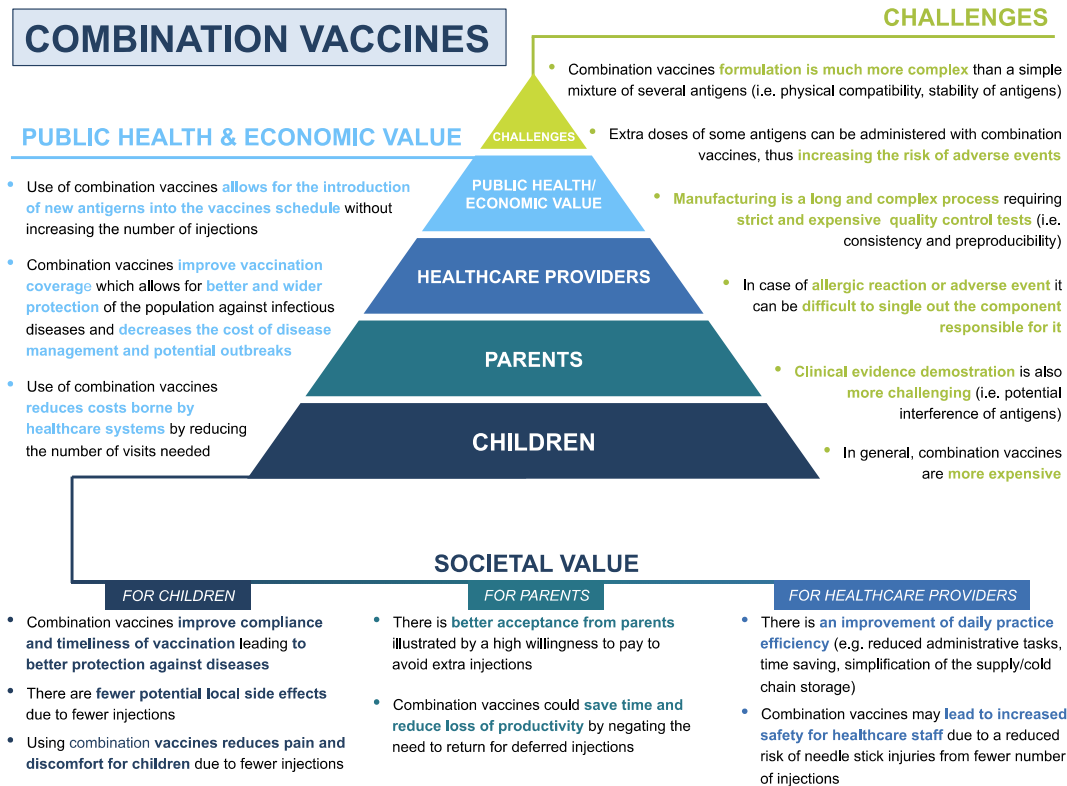 COMBINATION VACCINES
CHALLENGES
• Combination vaccines formulation is much more complex than a simple
mixture of several antigens (i.e. physical compatibility, stability of antigens)
• Extra doses of some antigens can be administered with combination
vaccines, thus increasing the risk of adverse events
• Manufacturing is a long and complex process requiring
strict and expensive quality control tests (i.e.
consistency and preproducibility)
• In case of allergic reaction or adverse event it
can be difficult to single out the component
responsible for it
• Clinical evidence demostration is also
more challenging (i.e. potential
interference of antigens)
• In general, combination vaccines
are more expensive
PUBLIC HEALTH & ECONOMIC VALUE
• Use of combination vaccines allows for the introduction
of new antigerns into the vaccines schedule without
increasing the number of injections
• Combination vaccines improve vaccination
coverage which allows for better and wider
protection of the population against infectious
diseases and decreases the cost of disease
management and potential outbreaks
• Use of combination vaccines
reduces costs borne by
healthcare systems by reducing
the number of visits needed
CHALLENGES
PUBLIC HEALTH/
ECONOMIC VALUE
HEALTHCARE PROVIDERS
PARENTS
CHILDREN
SOCIETAL VALUE
FOR CHILDREN
• Combination vaccines improve compliance
and timeliness of vaccination leading to
better protection against diseases
• There are fewer potential local side effects
due to fewer injections
• Using combination vaccines reduces pain and
discomfort for children due to fewer injections
FOR PARENTS
• There is better acceptance from parents
illustrated by a high willingness to pay to
avoid extra injections
• Combination vaccines could save time and
reduce loss of productivity by negating the
need to return for deferred injections
FOR HEALTHCARE PROVIDERS
• There is an improvement of daily practice
efficiency (e.g. reduced administrative tasks,
time saving, simplification of the supply/cold
chain storage)
• Combination vaccines may lead to increased
safety for healthcare staff due to a reduced
risk of needle stick injuries from fewer number
of injections